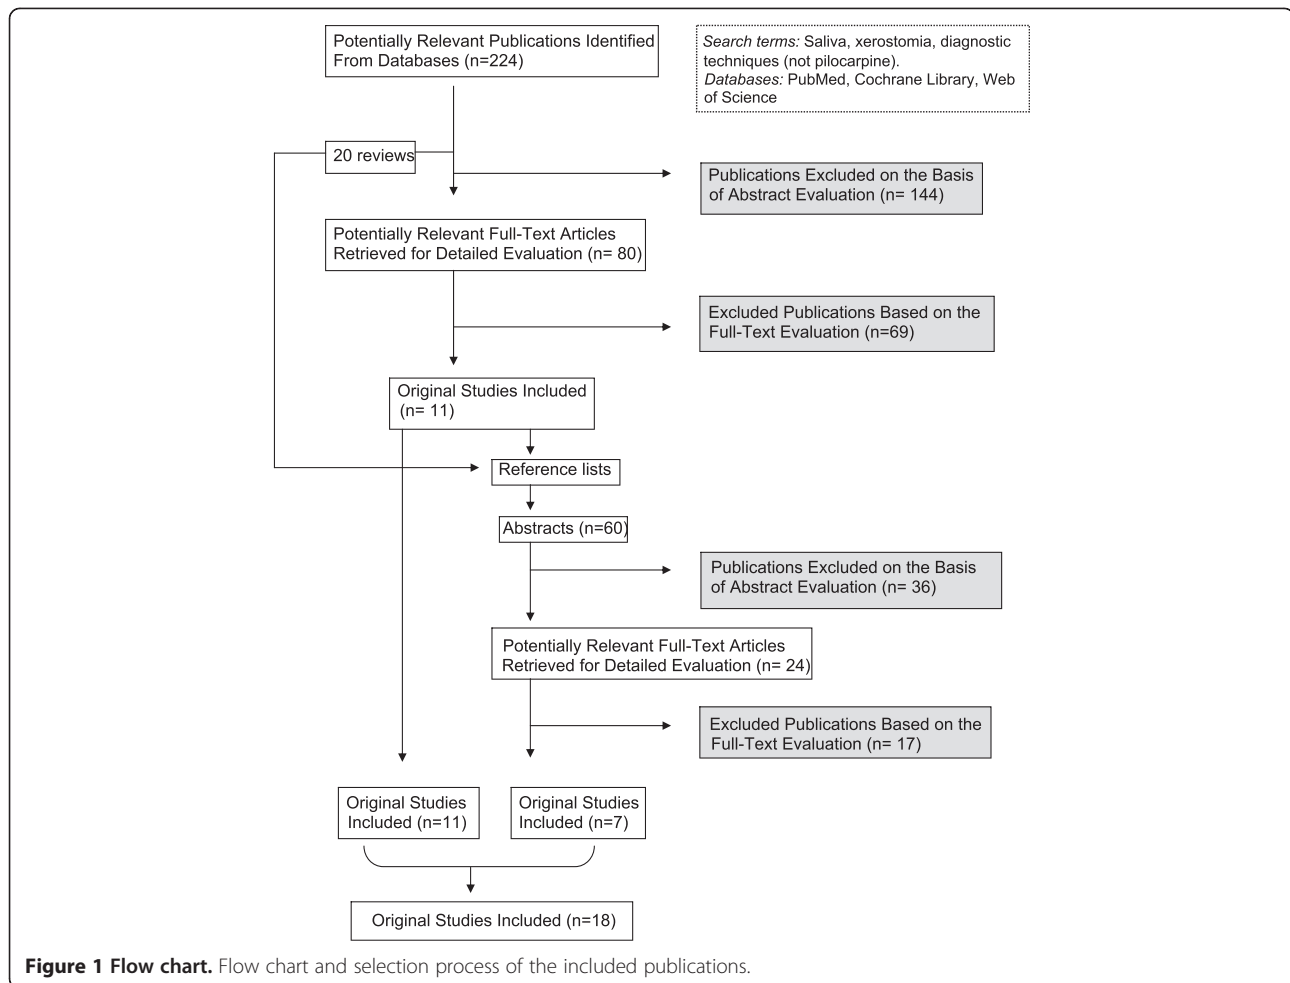 Potentially Relevant Publications Identified
From Databases (n=224)
Search terms: Saliva, xerostomia, diagnostic
techniques (not pilocarpine).
Databases: PubMed, Cochrane Library, Web
of Science
20 reviews
Publications Excluded on the Basis
of Abstract Evaluation (n= 144)
Potentially Relevant Full-Text Articles
Retrieved for Detailed Evaluation (n= 80)
Excluded Publications Based on the
Full-Text Evaluation (n=69)
Original Studies Included
(n= 11)
Reference lists
Abstracts (n=60)
Publications Excluded on the Basis
of Abstract Evaluation (n= 36)
Potentially Relevant Full-Text Articles
Retrieved for Detailed Evaluation (n= 24)
Excluded Publications Based on the
Full-Text Evaluation (n= 17)
Original Studies
Included (n=11)
Original Studies
Included (n=7)
Original Studies Included (n=18)
Figure 1 Flow chart. Flow chart and selection process of the included publications.